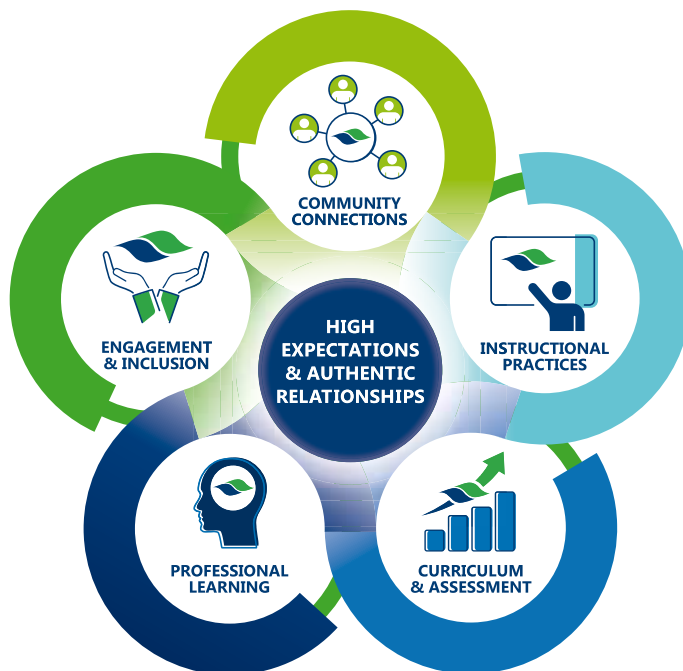 COMMUNITY
CONNECTIONS
ENGAGEMENT
& INCLUSION
HIGH
EXPECTATIONS
& AUTHENTIC
RELATIONSHIPS
INSTRUCTIONAL
PRACTICES
PROFESSIONAL
LEARNING
CURRICULUM
& ASSESSMENT